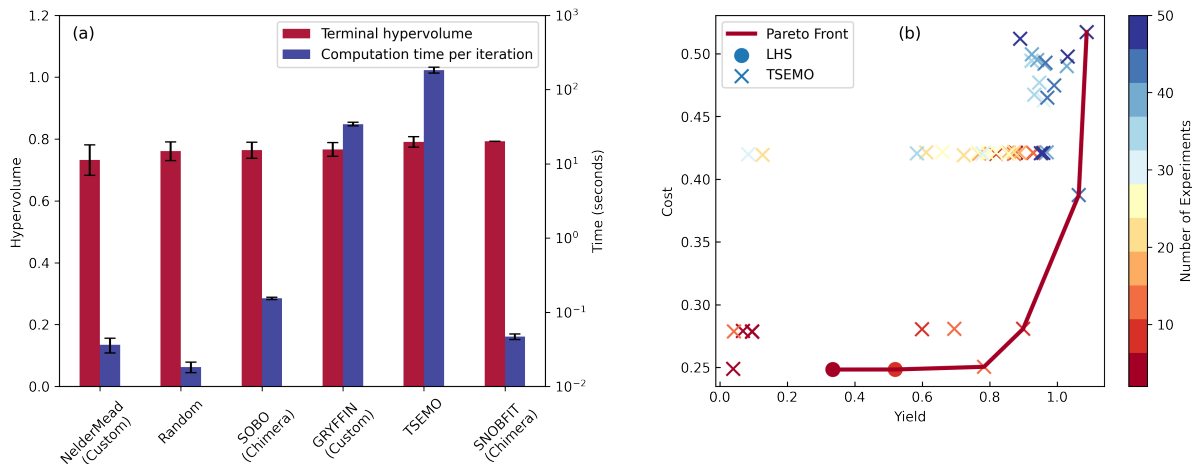 (a)
Terminal hypervolume
Computation time per iteration
Hypervolume
1.2
1.0
0.8
0.6
0.4
0.2
0.0
10³
10²
10¹
10⁰
10⁻¹
10⁻²
Time (seconds)
NelderMead
(Custom)
Random
SOBO
(Chimera)
GRYFFIN
(Custom)
TSEMO
SNOBFIT
(Chimera)
(b)
Pareto Front
LHS
TSEMO
Cost
0.50
0.45
0.40
0.35
0.30
0.25
0.0
0.2
0.4
0.6
0.8
1.0
Yield
50
40
30
20
10
Number of Experiments